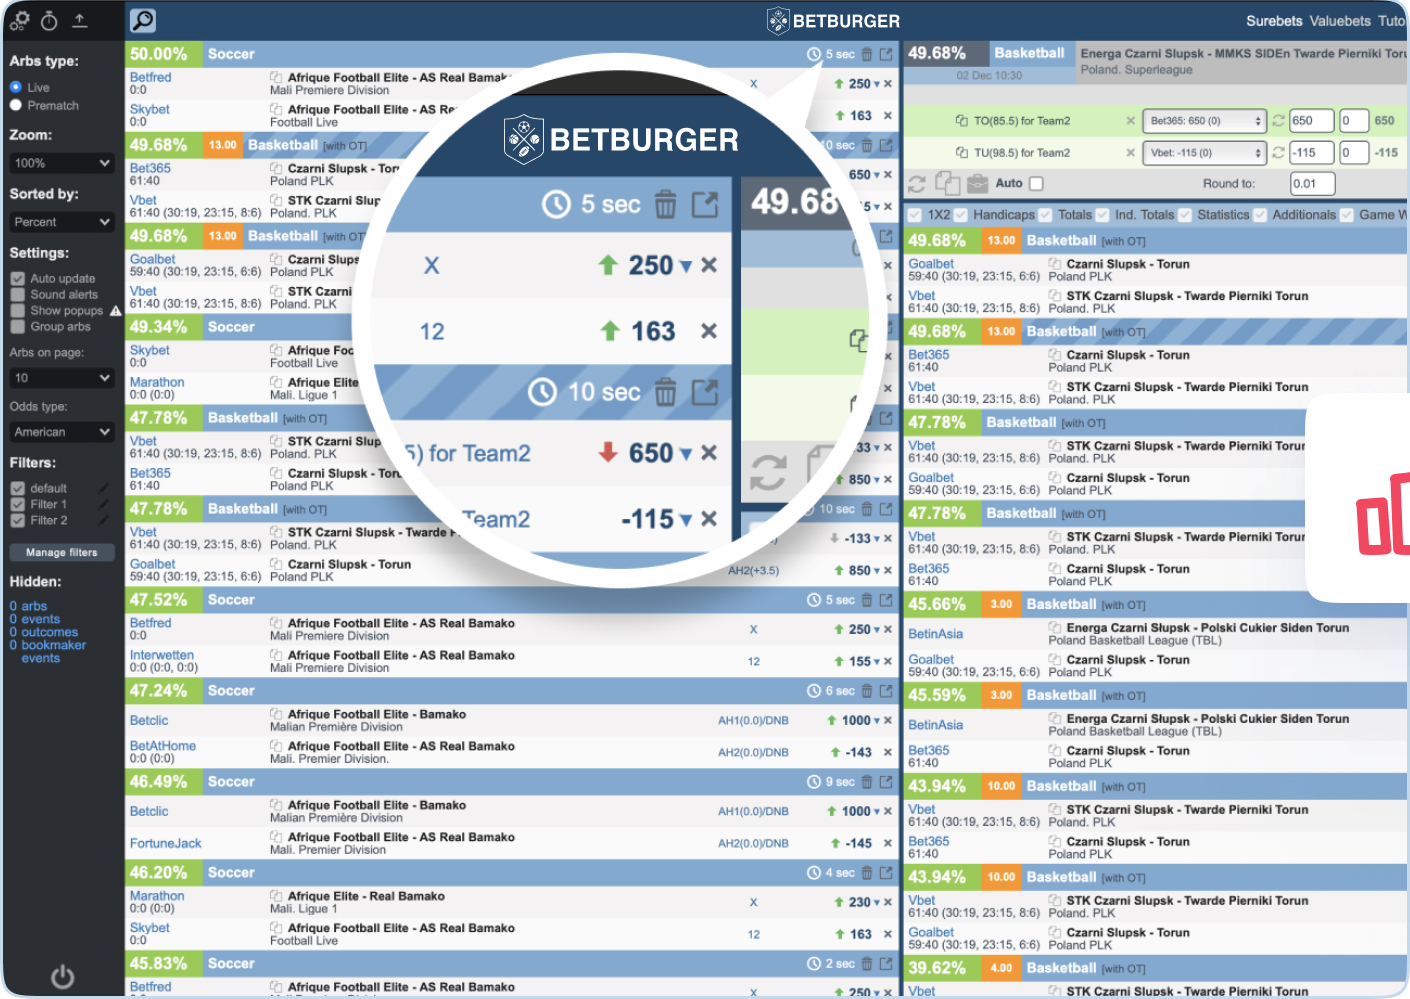 BETBURGER
Surebets Valuebets Tuto
Arbs type:
Live
Prematch
Zoom:
100%
Sorted by:
Percent
Settings:
Auto update
Sound alerts
Show popups
Group arbs
Arbs on page:
10
Odds type:
American
Filters:
default
Filter 1
Filter 2
Manage filters
Hidden:
0 arbs
0 events
0 outcomes
0 bookmaker
events
50.00% Soccer 5 sec
Betfred Afrique Football Elite - AS Real Bamako X 250
0:0 Mali Premiere Division
Skybet Afrique Football Elite - AS Re 163
0:0 Football Live
49.68% 13.00 Basketball [with OT] 0 sec
Bet365 Czarni Slupsk - Tor 650
61:40 Poland PLK
Vbet STK Czarni Slups
61:40 (30:19, 23:15, 8:6) Poland. PLK
49.68% 13.00 Basketball [with OT
Goalbet Czarni Slups
59:40 (30:19, 23:15, 6:6) Poland PLK
Vbet STK Czarni
61:40 (30:19, 23:15, 8:6) Poland. PLK
49.34% Soccer
Skybet Afrique Foo
0:0 Football Live
Marathon Afrique Elite
0:0 (0:0) Mali. Ligue 1
47.78% Basketball [with OT]
Vbet STK Czarni Slup 33
61:40 (30:19, 23:15, 8:6) Poland. PLK
Bet365 Czarni Slupsk - Toru 850
61:40 Poland PLK
47.78% Basketball [with OT] 10 sec
Vbet STK Czarni Slupsk - Twarde P -133
61:40 (30:19, 23:15, 8:6) Poland. PLK
Goalbet Czarni Slupsk - Torun AH2(+3.5) 850
59:40 (30:19, 23:15, 6:6) Poland PLK
47.52% Soccer 5 sec
Betfred Afrique Football Elite - AS Real Bamako X 250
0:0 Mali Premiere Division
Interwetten Afrique Football Elite - AS Real Bamako 12 155
0:0 (0:0, 0:0) Mali Premiere Division
47.24% Soccer 6 sec
Betclic Afrique Football Elite - Bamako AH1(0.0)/DNB 1000
Malian Première Division
BetAtHome Afrique Football Elite - AS Real Bamako AH2(0.0)/DNB -143
0:0 (0:0) Mali. Premier Division.
46.49% Soccer 9 sec
Betclic Afrique Football Elite - Bamako AH1(0.0)/DNB 1000
Malian Première Division
FortuneJack Afrique Football Elite - AS Real Bamako AH2(0.0)/DNB -145
Mali. Premier Division
46.20% Soccer 4 sec
Marathon Afrique Elite - Real Bamako X 230
0:0 (0:0) Mali. Ligue 1
Skybet Afrique Football Elite - AS Real Bamako 12 163
0:0 Football Live
45.83% Soccer 2 sec
Betfred Afrique Football Elite - AS Real Bamako X 250
BETBURGER
5 sec 49.68
X 250
12 163
10 sec
5) for Team2 650
Team2 -115
49.68% Basketball Energa Czarni Slupsk - MMKS SIDEn Twarde Pierniki Toru
02 Dec 10:30 Poland. Superleague
TO(85.5) for Team2 Bet365: 650 (0) 650 0 650
TU(98.5) for Team2 Vbet: -115 (0) -115 0 -115
Auto Round to: 0.01
1X2 Handicaps Totals Ind. Totals Statistics Additionals Game W
49.68% 13.00 Basketball [with OT]
Goalbet Czarni Slupsk - Torun
59:40 (30:19, 23:15, 6:6) Poland PLK
Vbet STK Czarni Slupsk - Twarde Pierniki Torun
61:40 (30:19, 23:15, 8:6) Poland. PLK
49.68% 13.00 Basketball [with OT]
Bet365 Czarni Slupsk - Torun
61:40 Poland PLK
Vbet STK Czarni Slupsk - Twarde Pierniki Torun
61:40 (30:19, 23:15, 8:6) Poland. PLK
47.78% Basketball [with OT]
Vbet STK Czarni Slupsk - Twarde Pierniki Torun
61:40 (30:19, 23:15, 8:6) Poland. PLK
Goalbet Czarni Slupsk - Torun
59:40 (30:19, 23:15, 6:6) Poland PLK
47.78% Basketball [with OT]
Vbet STK Czarni Slupsk - Twarde Pierniki Torun
61:40 (30:19, 23:15, 8:6) Poland. PLK
Bet365 Czarni Slupsk - Torun
61:40 Poland PLK
45.66% 3.00 Basketball [with OT]
BetinAsia Energa Czarni Słupsk - Polski Cukier Siden Torun
Poland Basketball League (TBL)
Goalbet Czarni Slupsk - Torun
59:40 (30:19, 23:15, 6:6) Poland PLK
45.59% 3.00 Basketball [with OT]
BetinAsia Energa Czarni Słupsk - Polski Cukier Siden Torun
Poland Basketball League (TBL)
Bet365 Czarni Slupsk - Torun
61:40 Poland PLK
43.94% 10.00 Basketball [with OT]
Vbet STK Czarni Slupsk - Twarde Pierniki Torun
61:40 (30:19, 23:15, 8:6) Poland. PLK
Bet365 Czarni Slupsk - Torun
61:40 Poland PLK
43.94% 10.00 Basketball [with OT]
Vbet STK Czarni Slupsk - Twarde Pierniki Torun
61:40 (30:19, 23:15, 8:6) Poland. PLK
Goalbet Czarni Slupsk - Torun
59:40 (30:19, 23:15, 6:6) Poland PLK
39.62% 4.00 Basketball [with OT]
Vbet STK Czarni Slupsk - Twarde Pierniki Torun